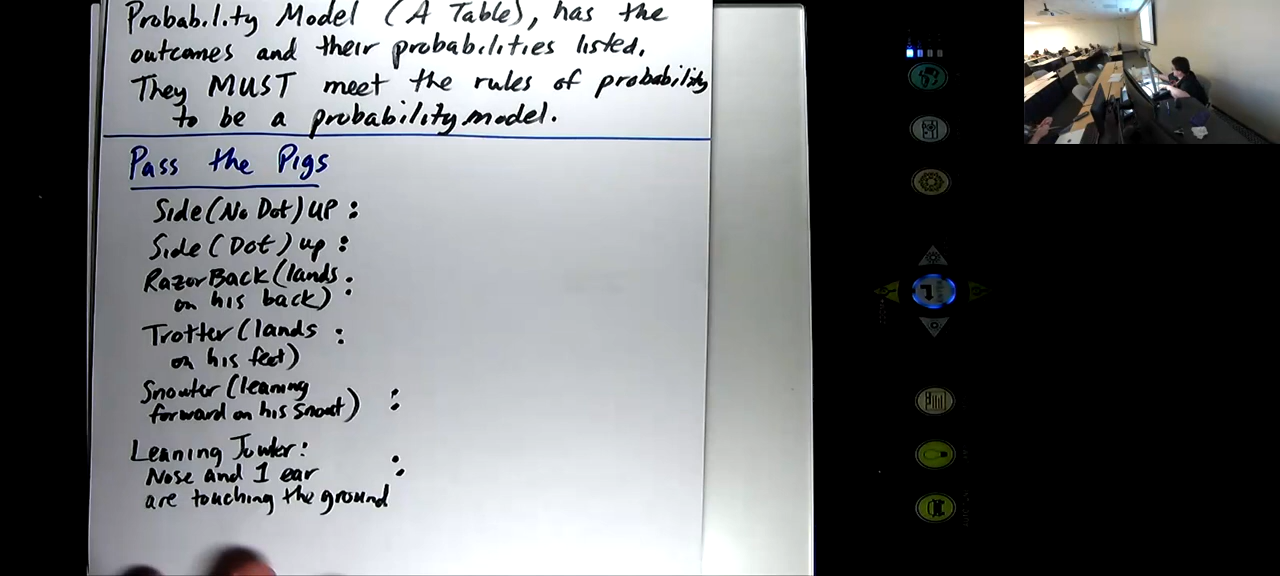 Probability Model (A Table), has the
outcomes and their probabilities listed.
They MUST meet the rules of probability
to be a probability model.
Pass the Pigs
Side (No Dot) UP :
Side (Dot) up :
RazorBack (lands :
on his back)
Trotter (lands :
on his feet)
Snouter (leaning :
forward on his Snout)
Leaning Jowler:
Nose and 1 ear :
are touching the ground